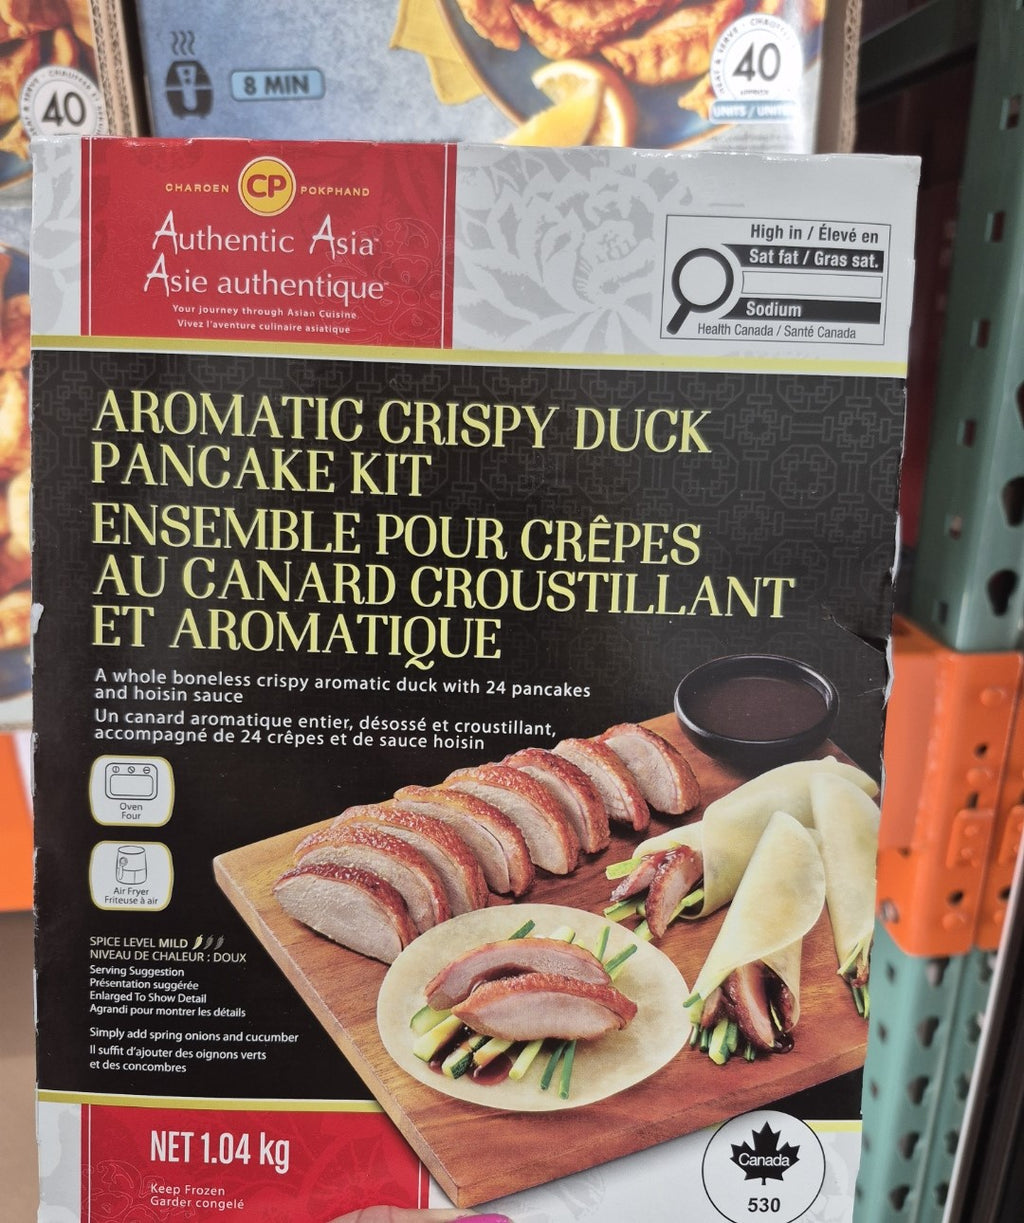 40
8 MIN
40
UNITS / UNITÉS
CHAROEN CP POKPHAND
Authentic Asia
Asie authentique
Your journey through Asian Cuisine
Vivez l'aventure culinaire asiatique
High in / Élevé en
Sat fat / Gras sat.
Sodium
Health Canada / Santé Canada
AROMATIC CRISPY DUCK
PANCAKE KIT
ENSEMBLE POUR CRÊPES
AU CANARD CROUSTILLANT
ET AROMATIQUE
A whole boneless crispy aromatic duck with 24 pancakes
and hoisin sauce
Un canard aromatique entier, désossé et croustillant,
accompagné de 24 crêpes et de sauce hoisin
Oven
Four
Air Fryer
Friteuse à air
SPICE LEVEL MILD
NIVEAU DE CHALEUR : DOUX
Serving Suggestion
Présentation suggérée
Enlarged To Show Detail
Agrandi pour montrer les détails
Simply add spring onions and cucumber
Il suffit d'ajouter des oignons verts
et des concombres
NET 1.04 kg
Keep Frozen
Garder congelé
Canada
530